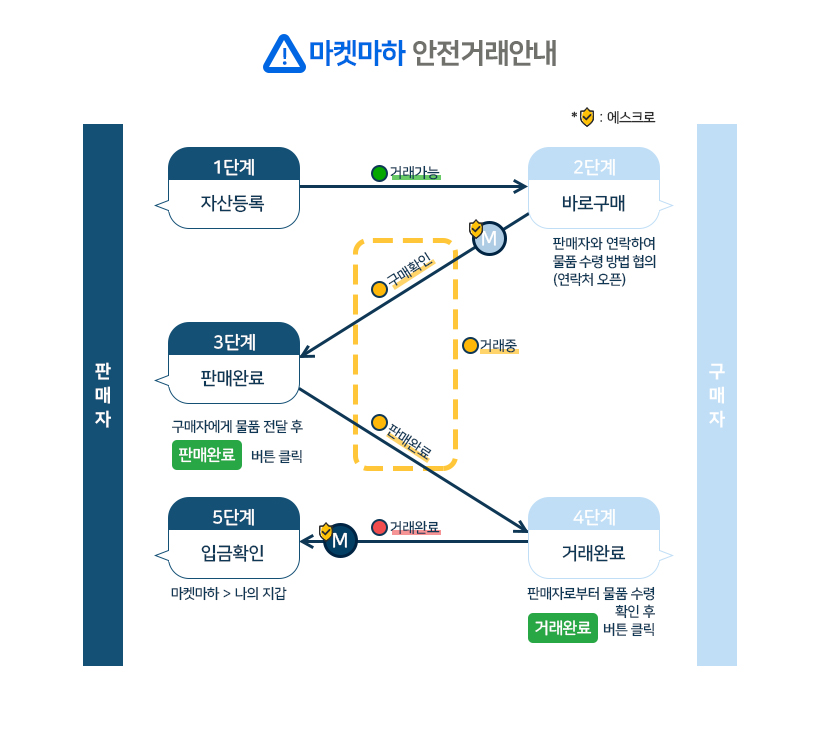 마켓마하 안전거래안내
* : 에스크로
판매자
구매자
1단계
자산등록
거래가능
2단계
바로구매
판매자와 연락하여
물품 수령 방법 협의
(연락처 오픈)
M
구매확인
거래중
3단계
판매완료
구매자에게 물품 전달 후
판매완료 버튼 클릭
판매완료
5단계
입금확인
마켓마하 > 나의 지갑
M
거래완료
4단계
거래완료
판매자로부터 물품 수령
확인 후
거래완료 버튼 클릭